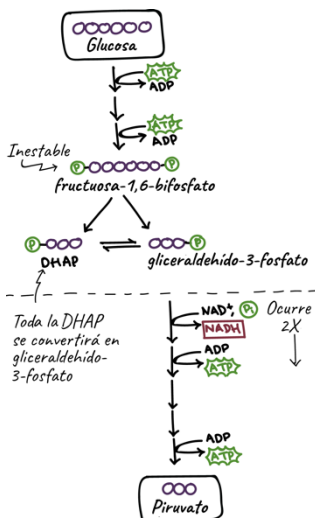 Glucosa
ATP
ADP
ATP
ADP
Inestable
P P
fructuosa-1,6-bifosfato
P P
DHAP gliceraldehído-3-fosfato
Toda la DHAP
se convertirá en
gliceraldehído-
3-fosfato
NAD⁺, Pi
NADH
Ocurre
2X
ADP
ATP
ADP
ATP
Piruvato